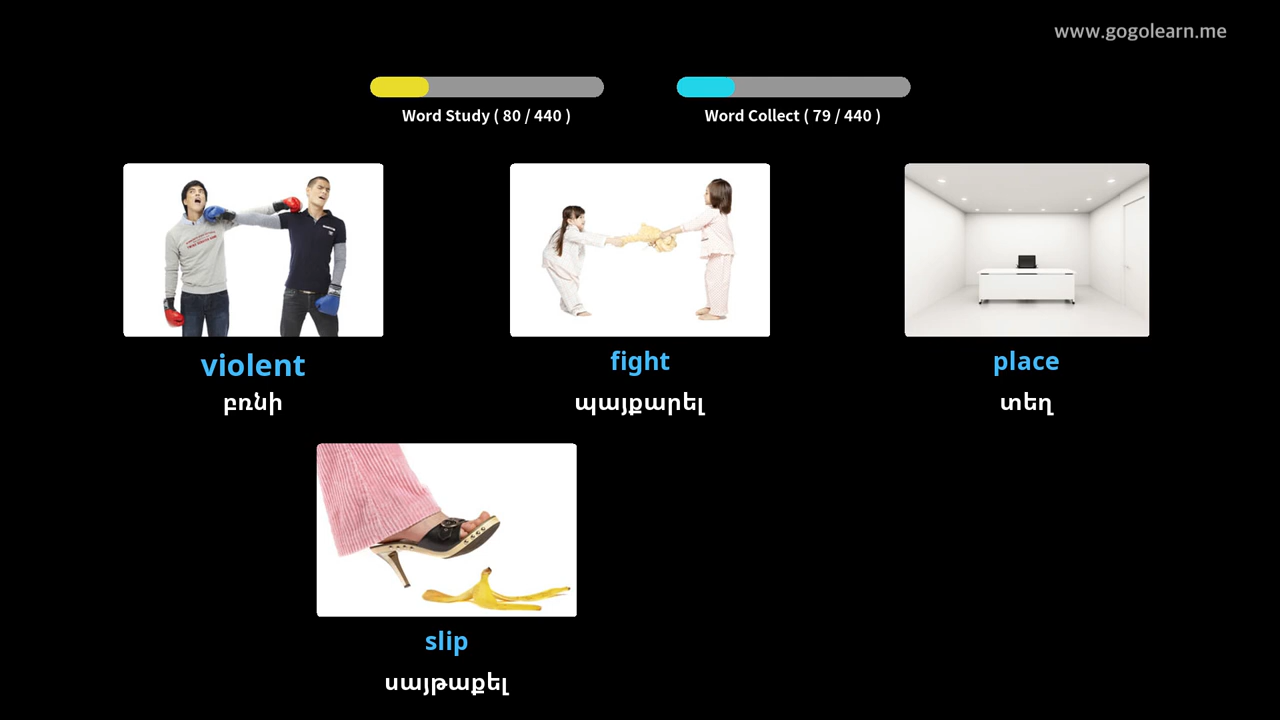 www.gogolearn.me
Word Study ( 80 / 440 )
Word Collect ( 79 / 440 )
violent
բռնի
fight
պայքարել
place
տեղ
slip
սայթաքել